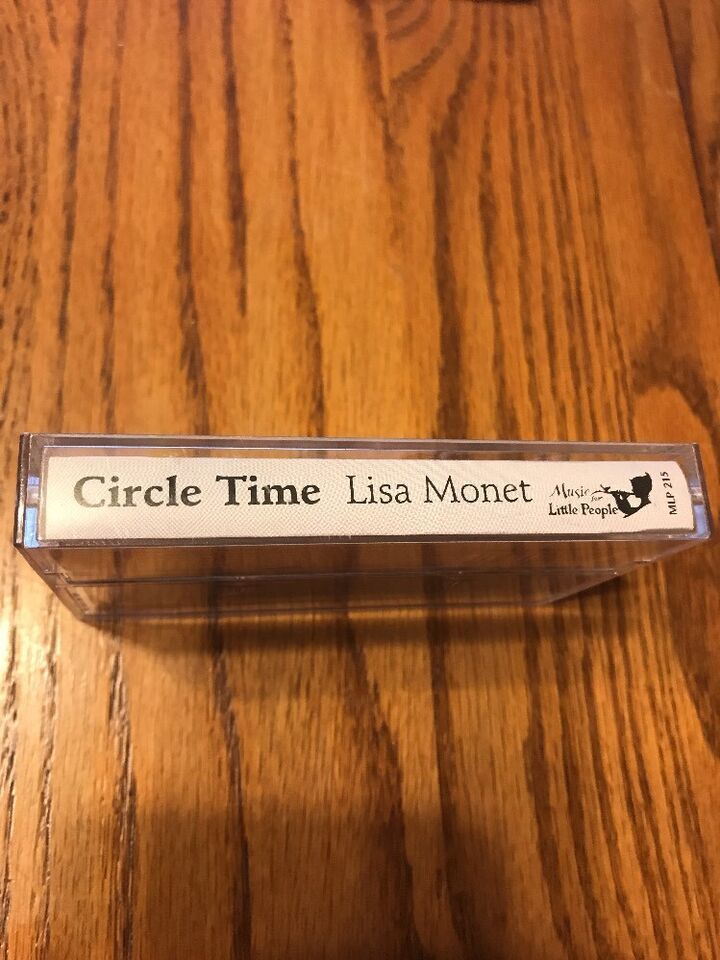 Circle Time Lisa Monet
Music for
Little People
MLP 215